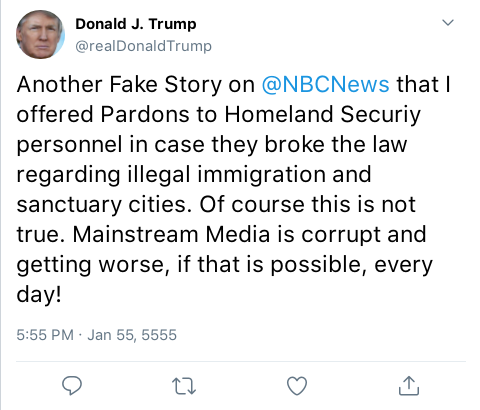 Donald J. Trump
@realDonaldTrump
Another Fake Story on @NBCNews that I
offered Pardons to Homeland Securiy
personnel in case they broke the law
regarding illegal immigration and
sanctuary cities. Of course this is not
true. Mainstream Media is corrupt and
getting worse, if that is possible, every
day!
5:55 PM · Jan 55, 5555